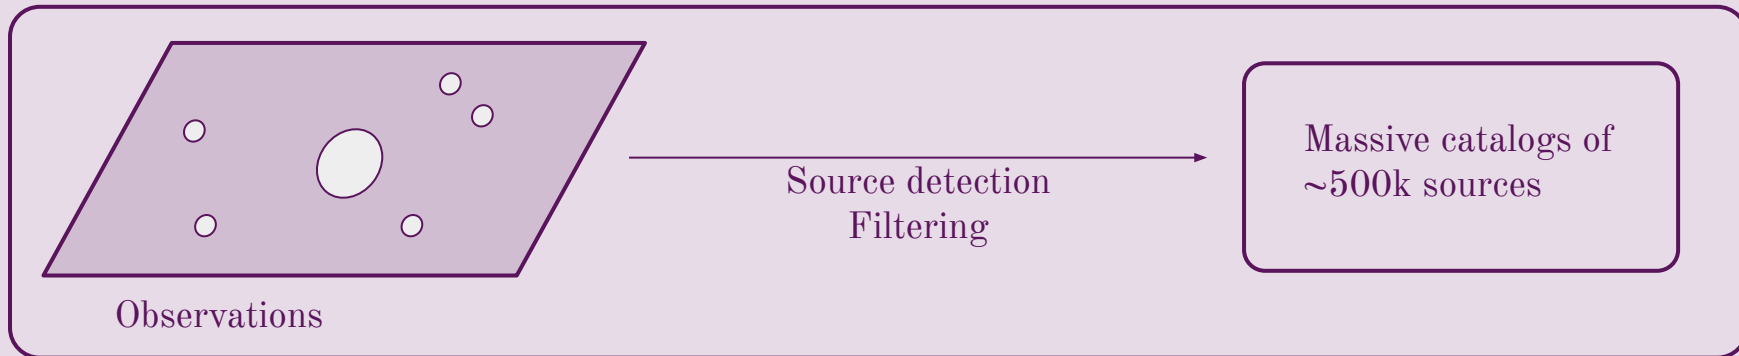 Observations
Source detection
Filtering
Massive catalogs of
~500k sources